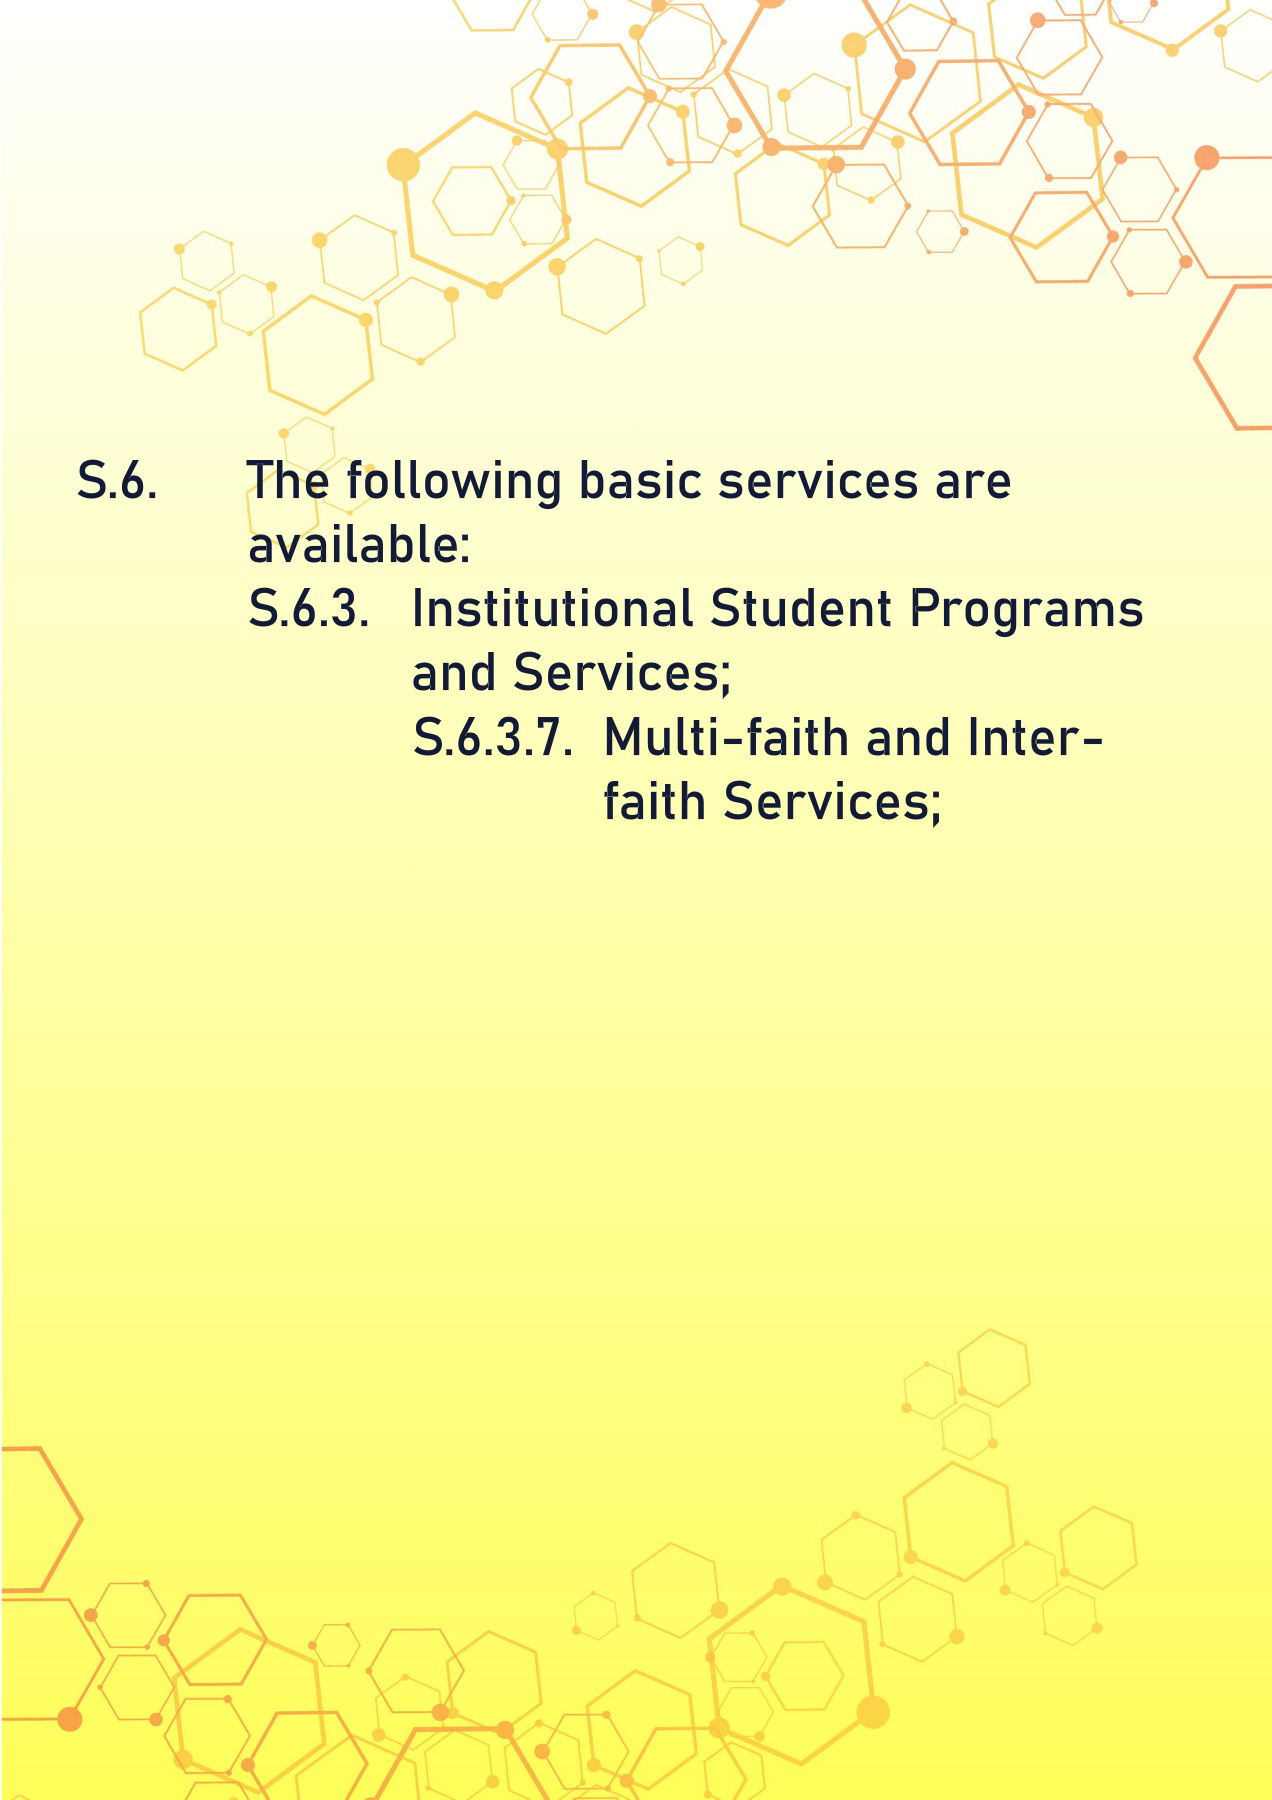 S.6. The following basic services are
available:
S.6.3. Institutional Student Programs
and Services;
S.6.3.7. Multi-faith and Inter-
faith Services;